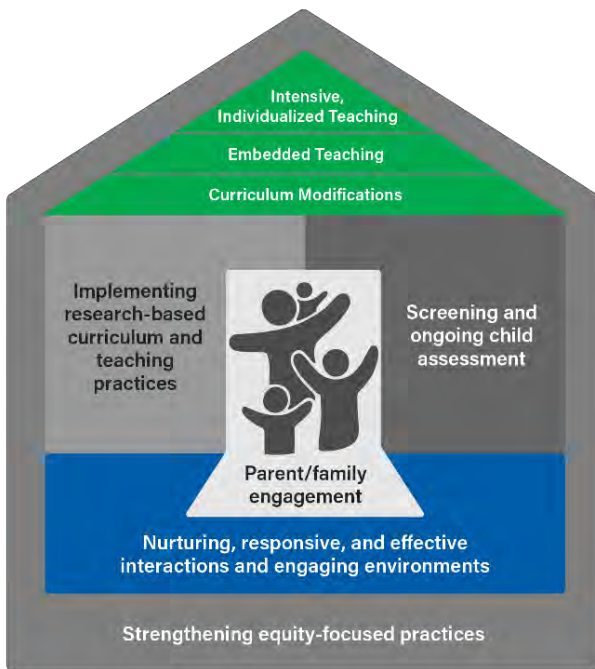 Intensive,
Individualized Teaching
Embedded Teaching
Curriculum Modifications
Implementing
research-based
curriculum and
teaching
practices
Screening and
ongoing child
assessment
Parent/family
engagement
Nurturing, responsive, and effective
interactions and engaging environments
Strengthening equity-focused practices